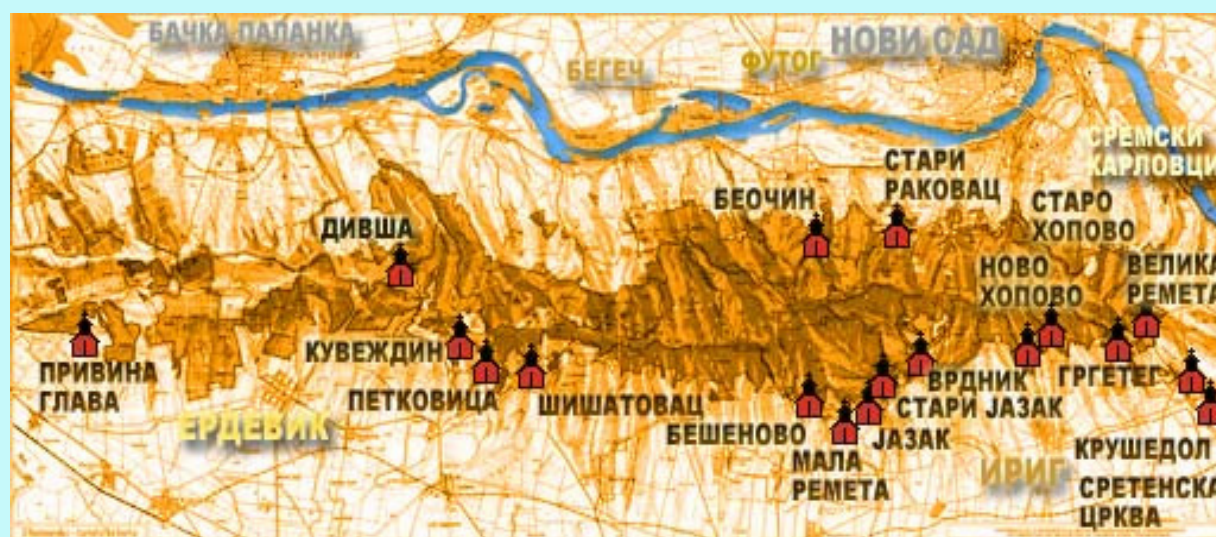 БАЧКА ПАЛАНКА
НОВИ САД
БЕГЕЧ
ФУТОГ
СРЕМСКИ
КАРЛОВЦИ
СТАРИ
РАКОВАЦ
БЕОЧИН
СТАРО
ХОПОВО
ДИВША
НОВО
ХОПОВО
ВЕЛИКА
РЕМЕТА
ПРИВИНА
ГЛАВА
КУВЕЖДИН
ПЕТКОВИЦА
ШИШАТОВАЦ
ВРДНИК
ГРГЕТЕГ
СТАРИ ЈАЗАК
ЕРДЕВИК
БЕШЕНОВО
ЈАЗАК
МАЛА
РЕМЕТА
ИРИГ
КРУШЕДОЛ
СРЕТЕНСКА
ЦРКВА